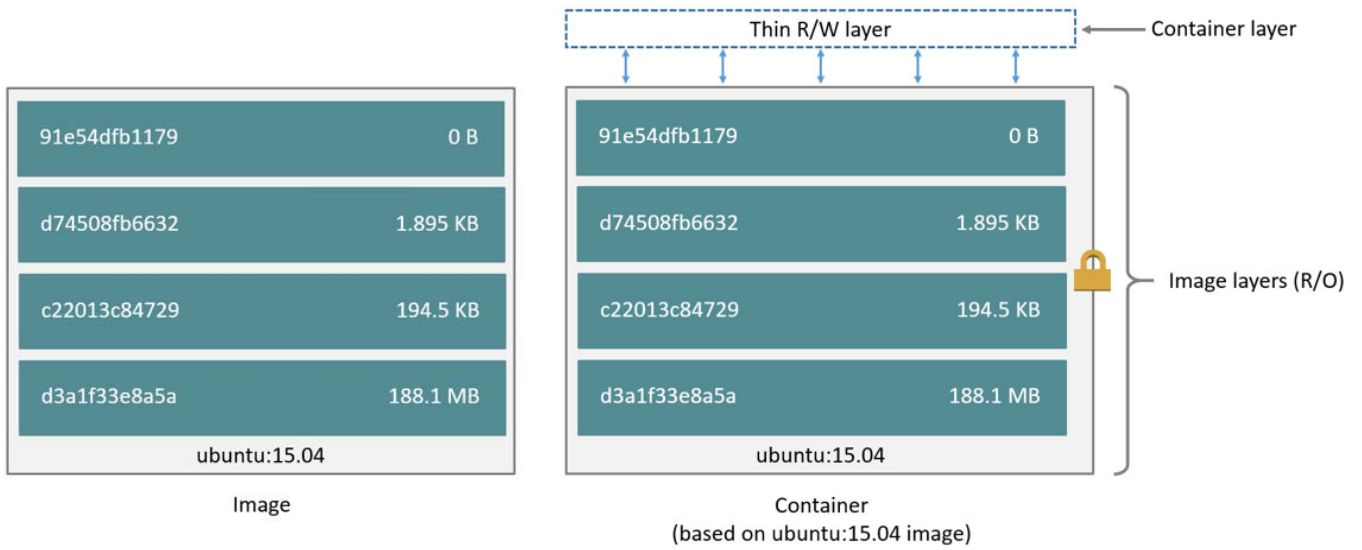 Thin R/W layer
Container layer
91e54dfb1179 0 B
d74508fb6632 1.895 KB
c22013c84729 194.5 KB
d3a1f33e8a5a 188.1 MB
ubuntu:15.04
Image
91e54dfb1179 0 B
d74508fb6632 1.895 KB
c22013c84729 194.5 KB
d3a1f33e8a5a 188.1 MB
ubuntu:15.04
Image layers (R/O)
Container
(based on ubuntu:15.04 image)